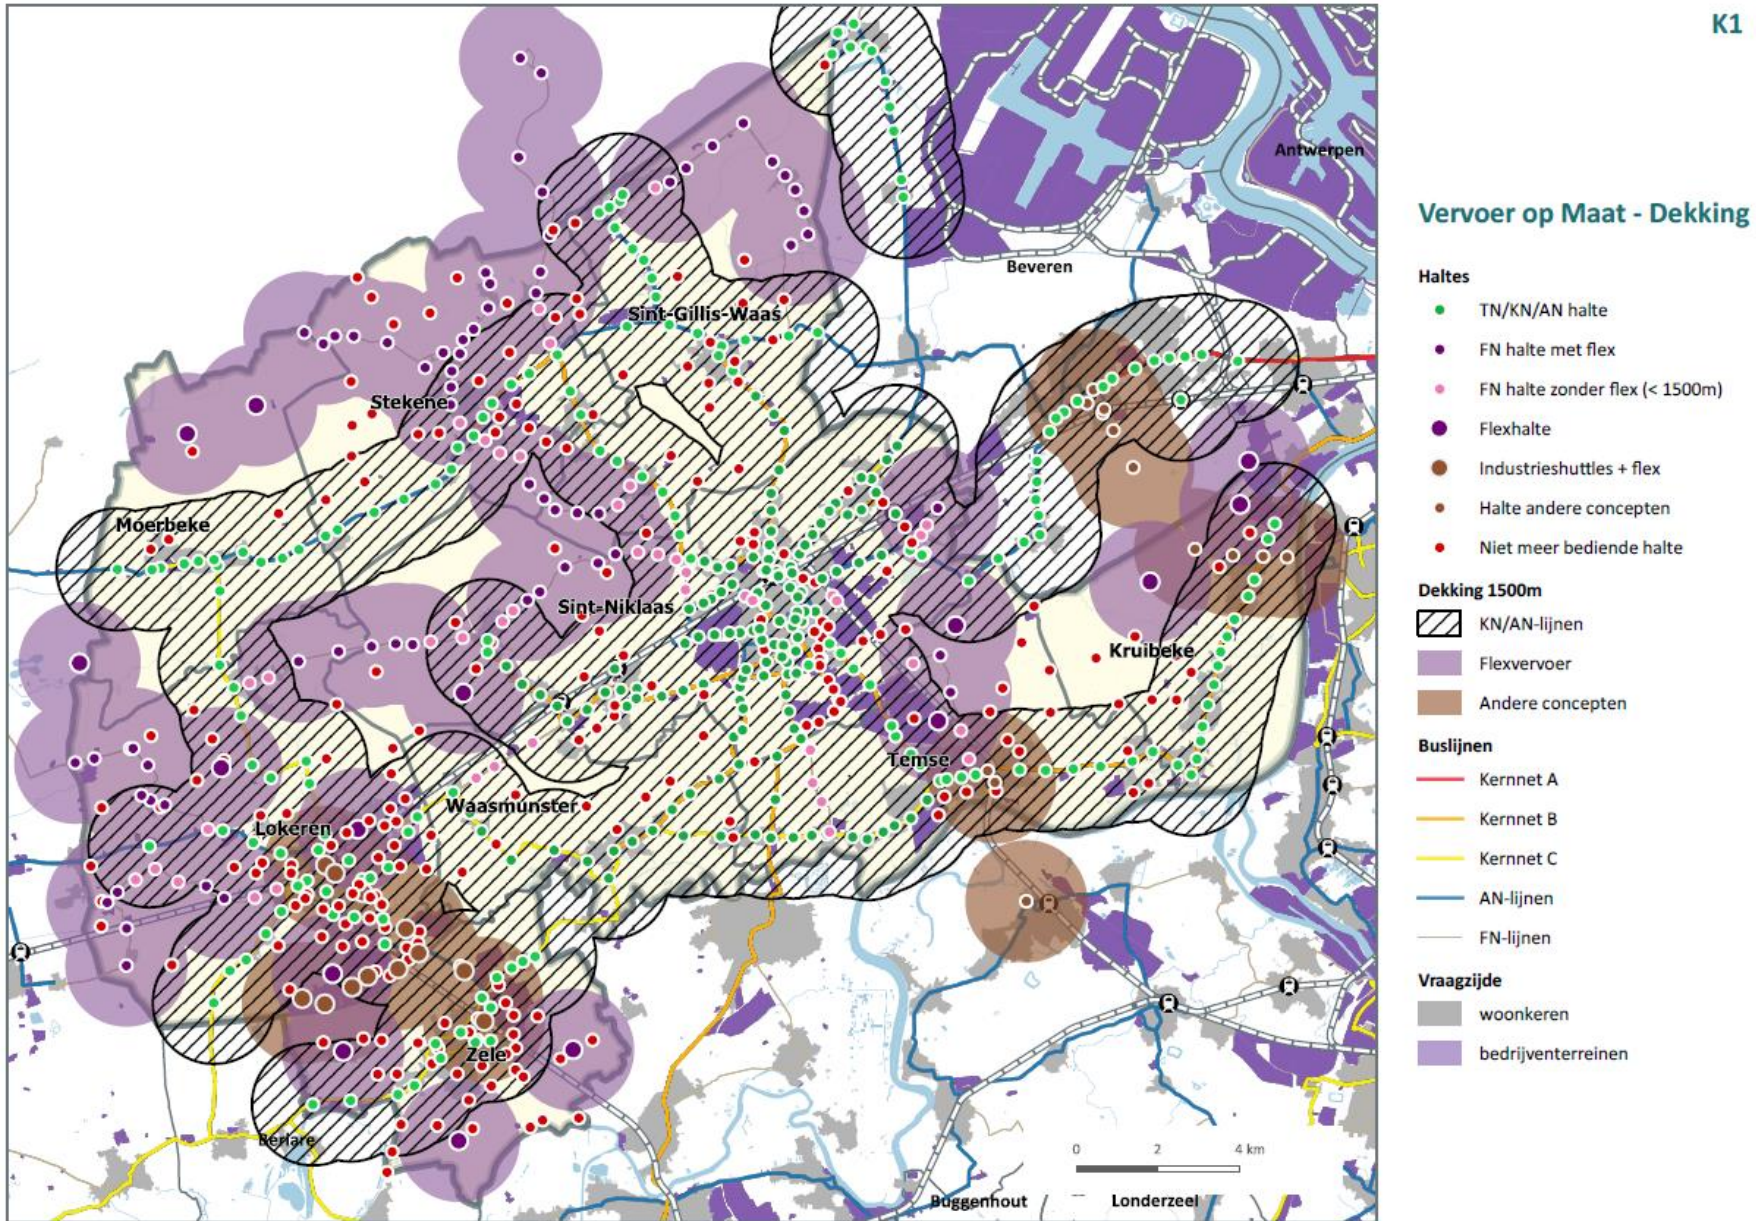 K1
Antwerpen
Beveren
Sint-Gillis-Waas
Stekene
Moerbeke
Sint-Niklaas
Kruibeke
Temse
Waasmunster
Lokeren
Zele
Berlare
0 2 4 km
Buggenhout
Londerzeel
Vervoer op Maat - Dekking
Haltes
TN/KN/AN halte
FN halte met flex
FN halte zonder flex (< 1500m)
Flexhalte
Industrieshuttles + flex
Halte andere concepten
Niet meer bediende halte
Dekking 1500m
KN/AN-lijnen
Flexvervoer
Andere concepten
Buslijnen
Kernnet A
Kernnet B
Kernnet C
AN-lijnen
FN-lijnen
Vraagzijde
woonkeren
bedrijventerreinen